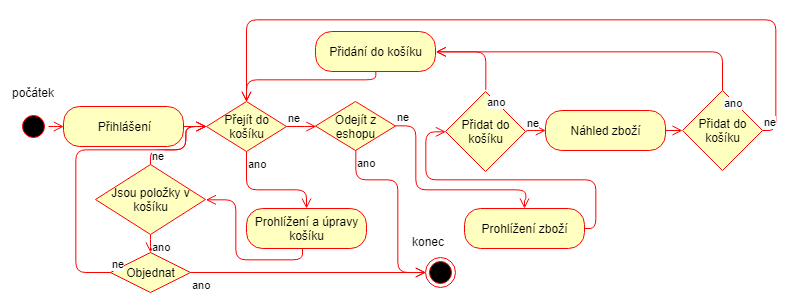 Přidání do košíku
počátek
Přihlášení
Přejít do
košíku
ne
ano
Odejít z
eshopu
ne
ano
Přidat do
košíku
ano
ne
Náhled zboží
Přidat do
košíku
ano
ne
Jsou položky v
košíku
ne
ano
Prohlížení a úpravy
košíku
Prohlížení zboží
konec
Objednat
ne
ano